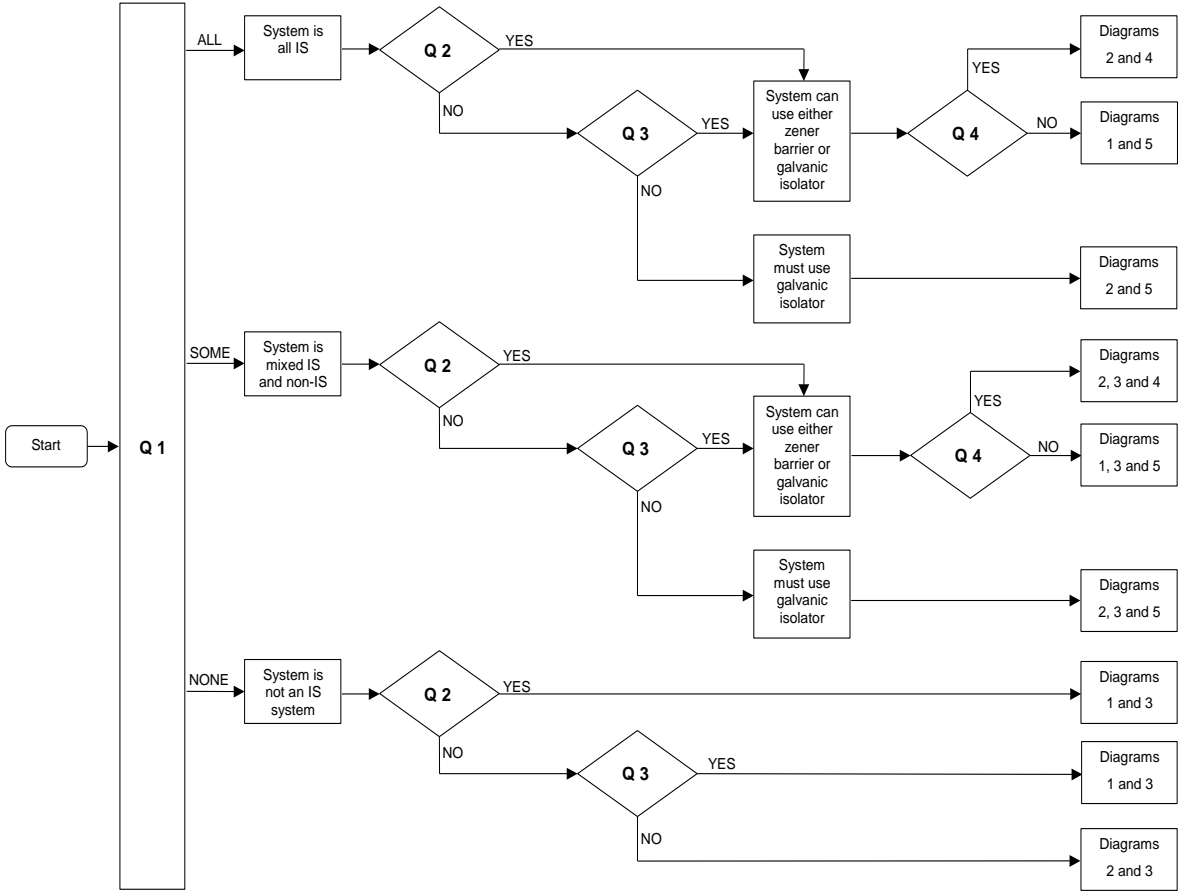 Start
Q 1
ALL
System is
all IS
Q 2
YES
NO
Q 3
YES
NO
System can
use either
zener
barrier or
galvanic
isolator
Q 4
YES
Diagrams
2 and 4
NO
Diagrams
1 and 5
System
must use
galvanic
isolator
Diagrams
2 and 5
SOME
System is
mixed IS
and non-IS
Q 2
YES
NO
Q 3
YES
NO
System can
use either
zener
barrier or
galvanic
isolator
Q 4
YES
Diagrams
2, 3 and 4
NO
Diagrams
1, 3 and 5
System
must use
galvanic
isolator
Diagrams
2, 3 and 5
NONE
System is
not an IS
system
Q 2
YES
Diagrams
1 and 3
NO
Q 3
YES
Diagrams
1 and 3
NO
Diagrams
2 and 3